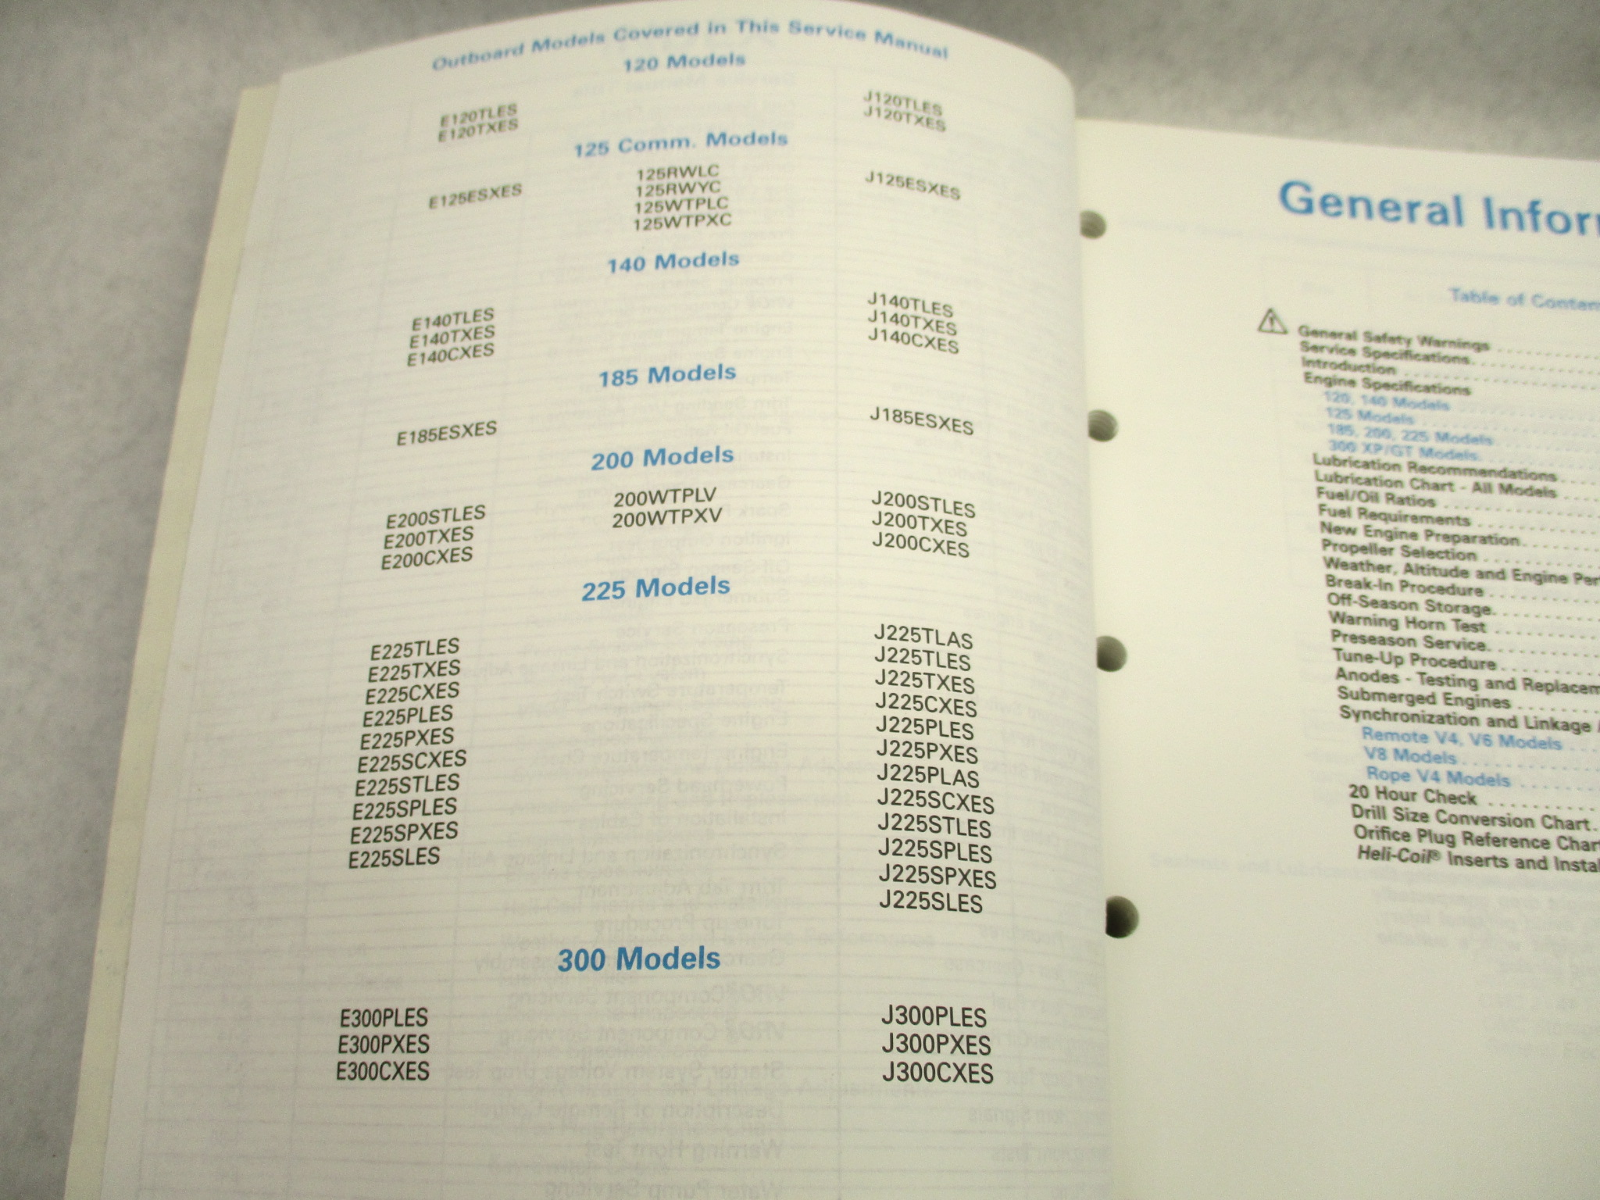 Outboard Models Covered in This Service Manual
120 Models
E120TLES
E120TXES
J120TLES
J120TXES
125 Comm. Models
E125ESXES
125RWLC
125RWYC
125WTPLC
125WTPXC
J125ESXES
140 Models
E140TLES
E140TXES
E140CXES
J140TLES
J140TXES
J140CXES
185 Models
E185ESXES
J185ESXES
200 Models
E200STLES
E200TXES
E200CXES
200WTPLV
200WTPXV
J200STLES
J200TXES
J200CXES
225 Models
E225TLES
E225TXES
E225CXES
E225PLES
E225PXES
E225SCXES
E225STLES
E225SPLES
E225SPXES
E225SLES
J225TLAS
J225TLES
J225TXES
J225CXES
J225PLES
J225PXES
J225PLAS
J225SCXES
J225STLES
J225SPLES
J225SPXES
J225SLES
300 Models
E300PLES
E300PXES
E300CXES
J300PLES
J300PXES
J300CXES
General Infor
Table of Conten
General Safety Warnings
Service Specifications
Introduction
Engine Specifications
120, 140 Models
125 Models
185, 200, 225 Models
300 XP/GT Models
Lubrication Recommendations
Lubrication Chart - All Models
Fuel/Oil Ratios
Fuel Requirements
New Engine Preparation
Propeller Selection
Weather, Altitude and Engine Per
Break-In Procedure
Off-Season Storage
Warning Horn Test
Preseason Service
Tune-Up Procedure
Anodes - Testing and Replacem
Submerged Engines
Synchronization and Linkage
Remote V4, V6 Models
V8 Models
Rope V4 Models
20 Hour Check
Drill Size Conversion Chart
Orifice Plug Reference Char
Heli-Coil® Inserts and Instal